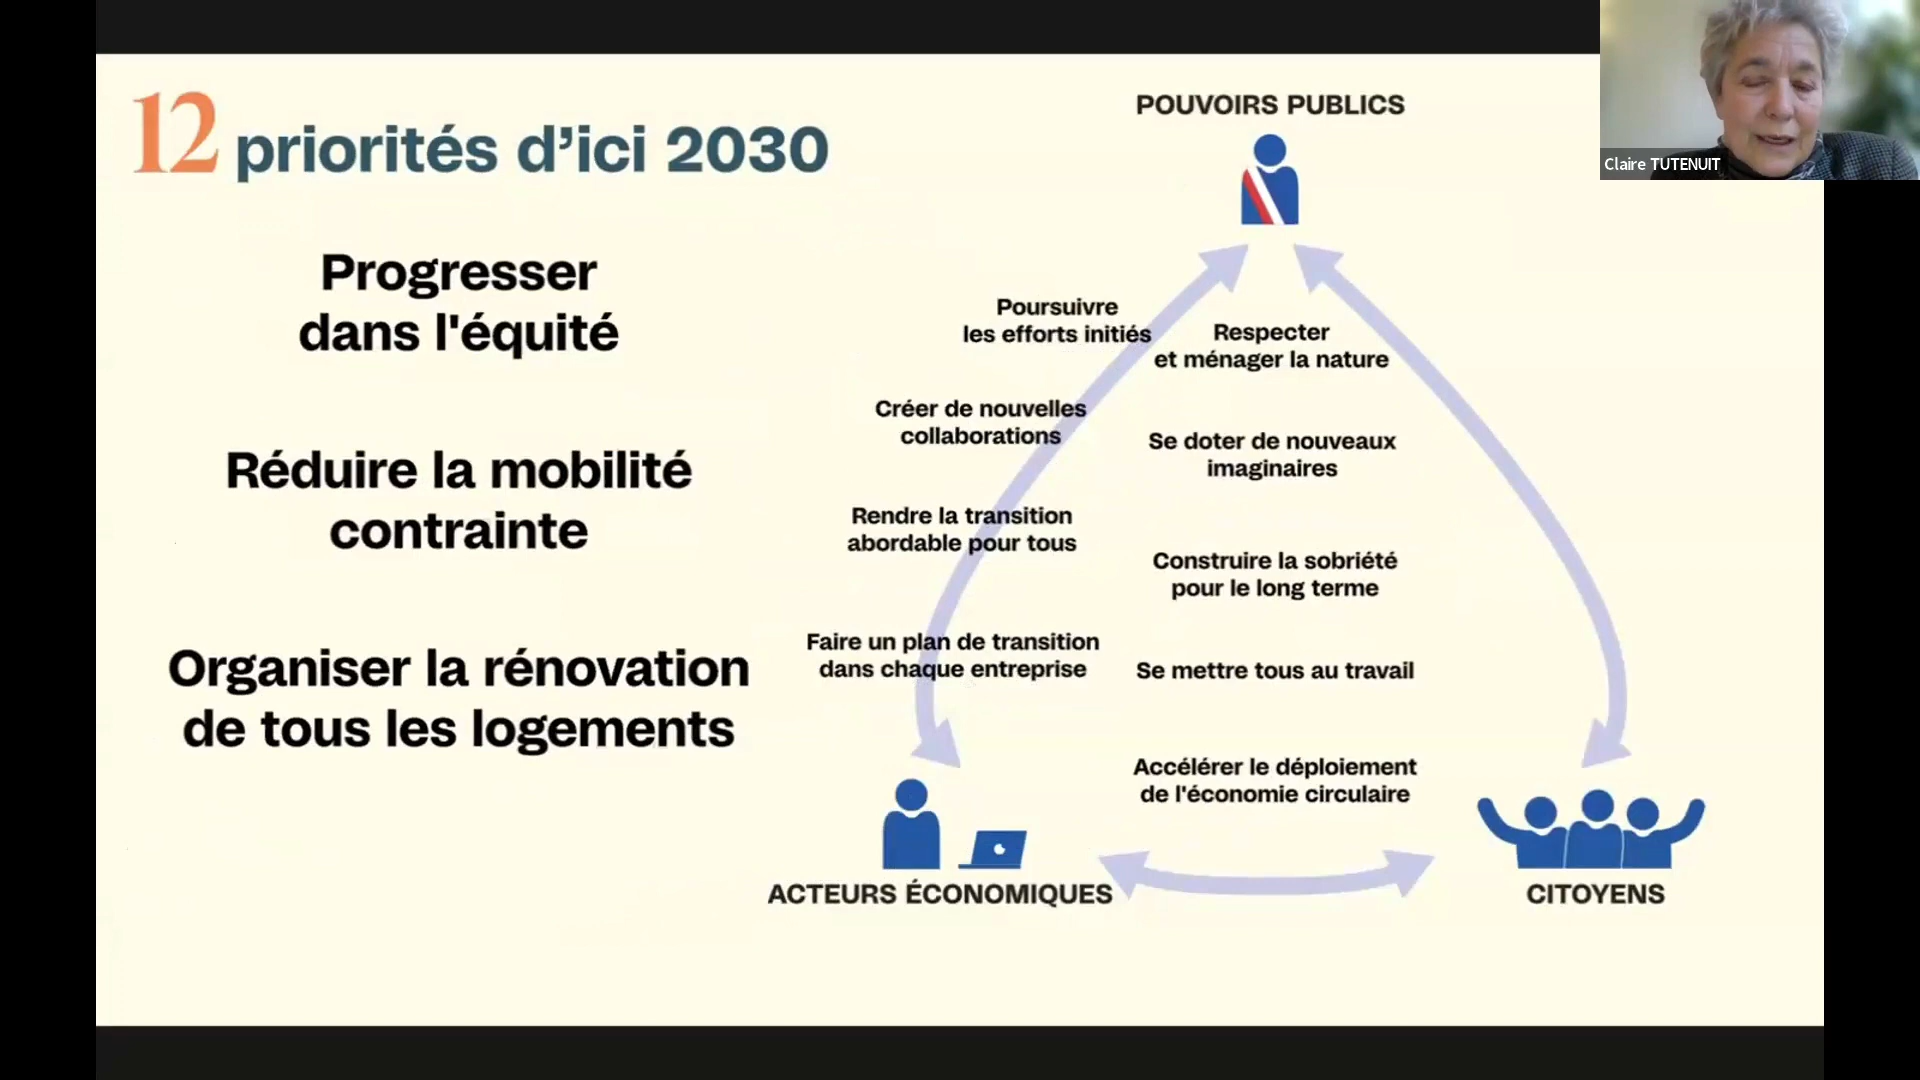 12 priorités d’ici 2030
Progresser
dans l'équité
Réduire la mobilité
contrainte
Organiser la rénovation
de tous les logements
POUVOIRS PUBLICS
Poursuivre
les efforts initiés
Créer de nouvelles
collaborations
Rendre la transition
abordable pour tous
Faire un plan de transition
dans chaque entreprise
Respecter
et ménager la nature
Se doter de nouveaux
imaginaires
Construire la sobriété
pour le long terme
Se mettre tous au travail
Accélérer le déploiement
de l'économie circulaire
ACTEURS ÉCONOMIQUES
CITOYENS
Claire TUTENUIT